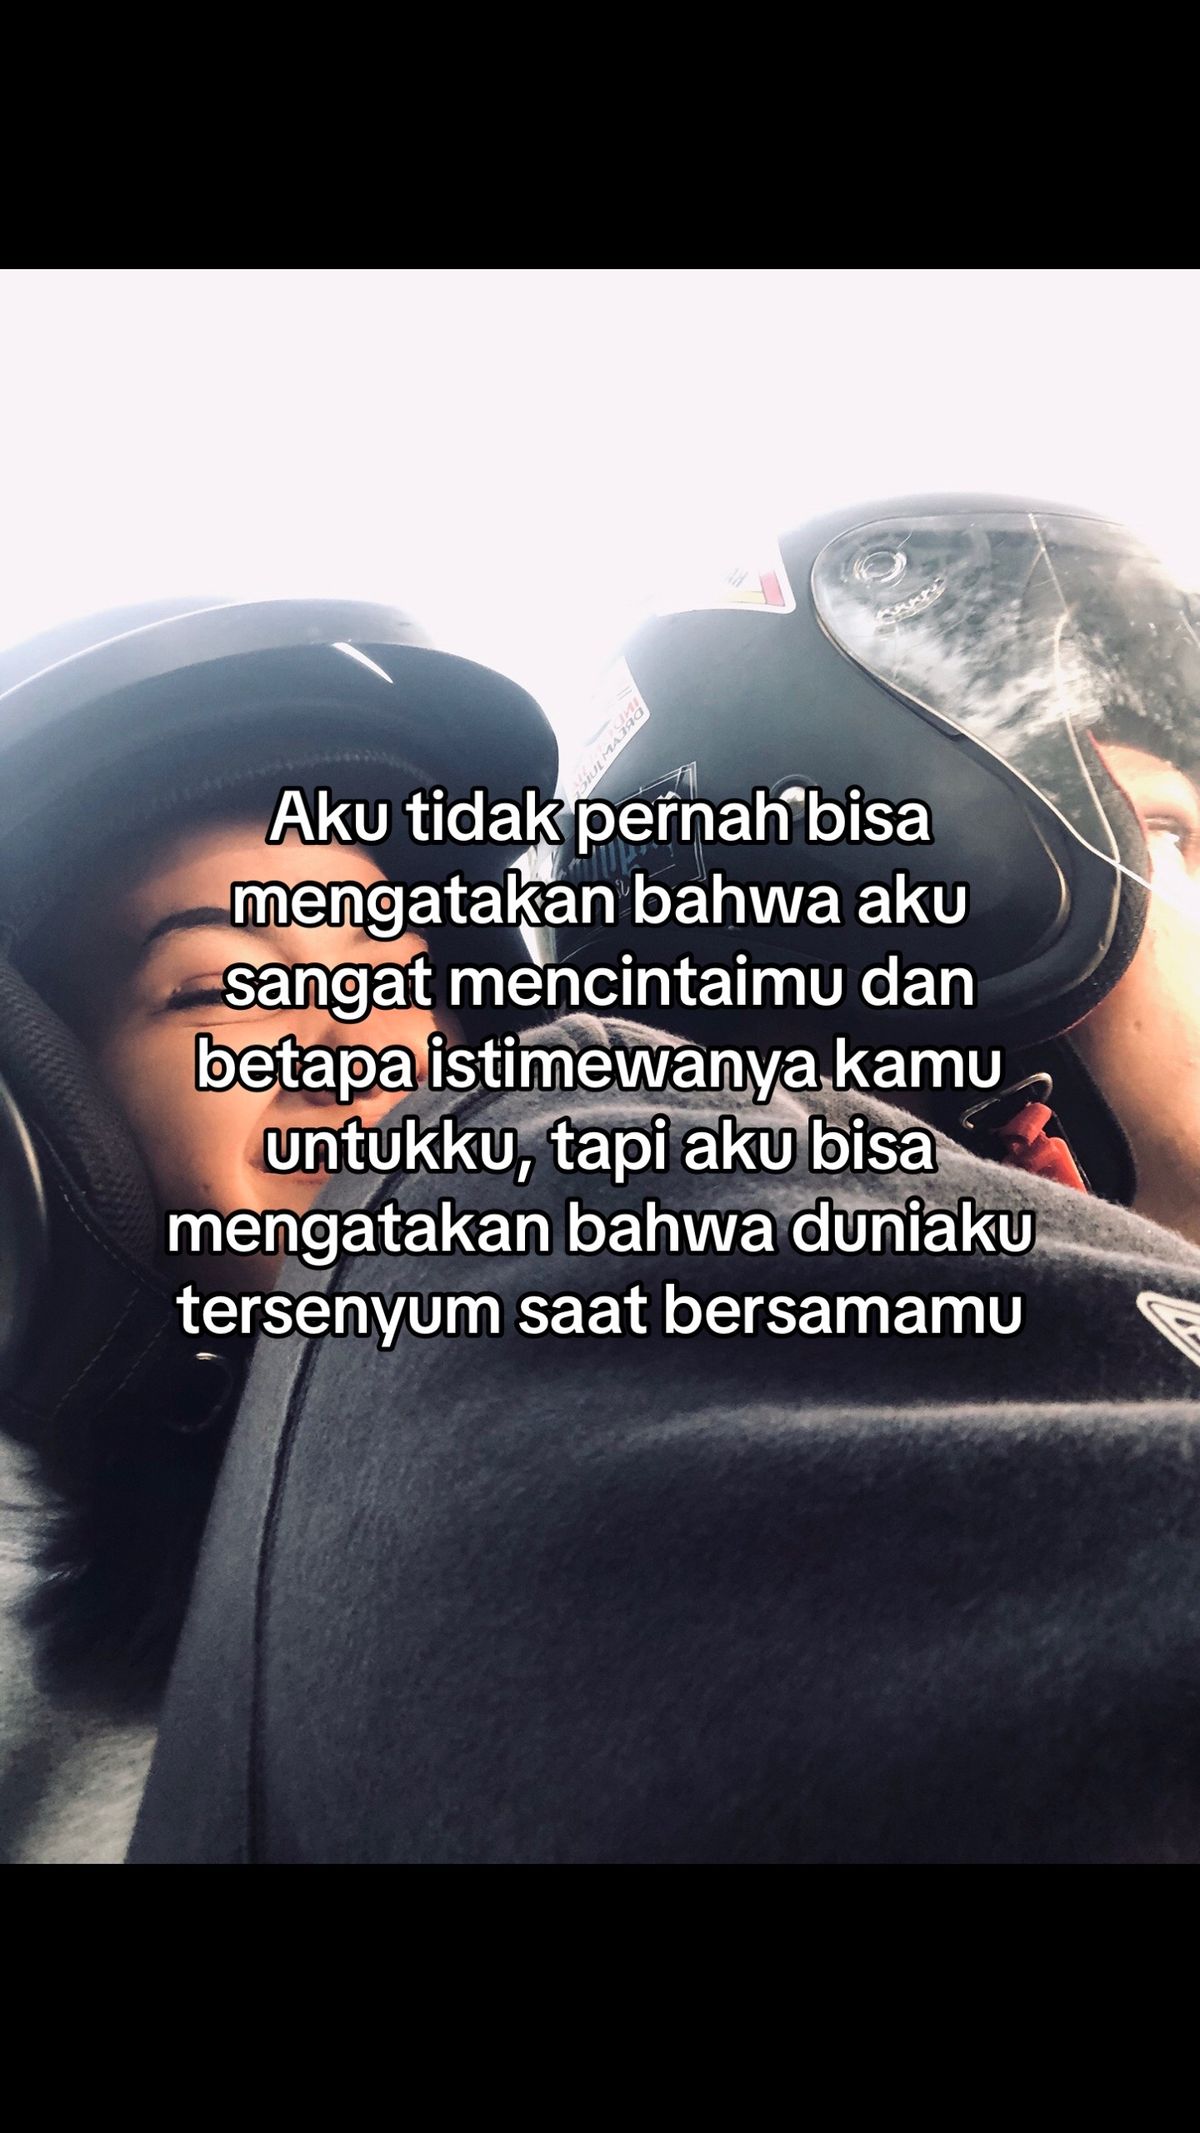 Aku tidak pernah bisa
mengatakan bahwa aku
sangat mencintaimu dan
betapa istimewanya kamu
untukku, tapi aku bisa
mengatakan bahwa duniaku
tersenyum saat bersamamu